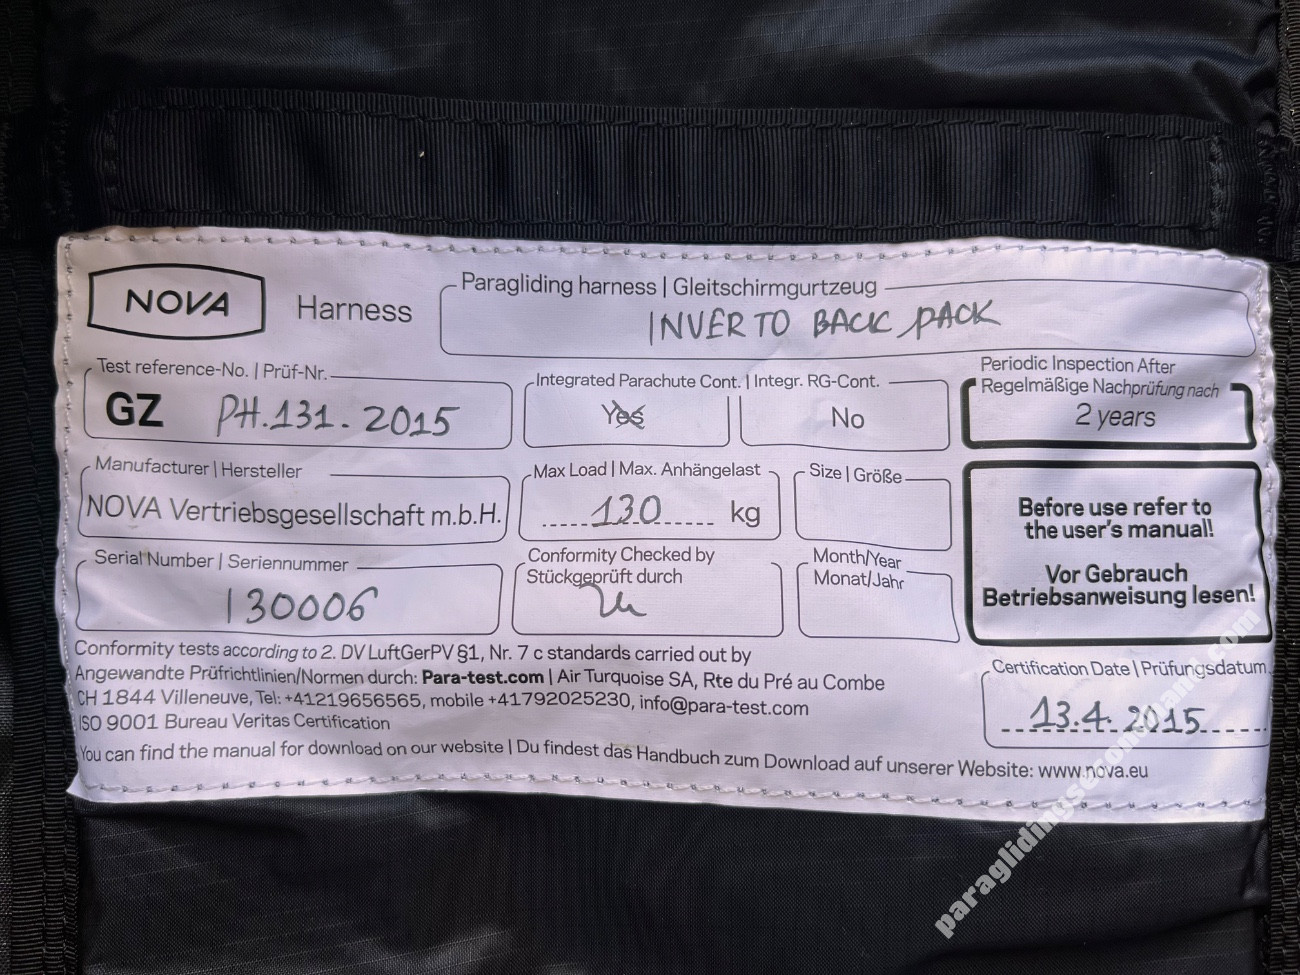 NOVA
Harness
Paragliding harness | Gleitschirmgurtzeug
INVERTO BACK PACK
Test reference-No. | Prüf-Nr.
GZ PH.131.2015
Integrated Parachute Cont. | Integr. RG-Cont.
Yes
No
Periodic Inspection After
Regelmäßige Nachprüfung nach
2 years
Manufacturer | Hersteller
NOVA Vertriebsgesellschaft m.b.H.
Max Load | Max. Anhängelast
130 kg
Size | Größe
Before use refer to
the user's manual!
Vor Gebrauch
Betriebsanweisung lesen!
Serial Number | Seriennummer
130006
Conformity Checked by
Stückgeprüft durch
Month/Year
Monat/Jahr
Conformity tests according to 2. DV LuftGerPV §1, Nr. 7 c standards carried out by
Angewandte Prüfrichtlinien/Normen durch: Para-test.com | Air Turquoise SA, Rte du Pré au Combe
CH 1844 Villeneuve, Tel: +41219656565, mobile +41792025230, info@para-test.com
ISO 9001 Bureau Veritas Certification
You can find the manual for download on our website | Du findest das Handbuch zum Download auf unserer Website: www.nova.eu
Certification Date | Prüfungsdatum
13.4.2015
paraglidingsecondhand.com